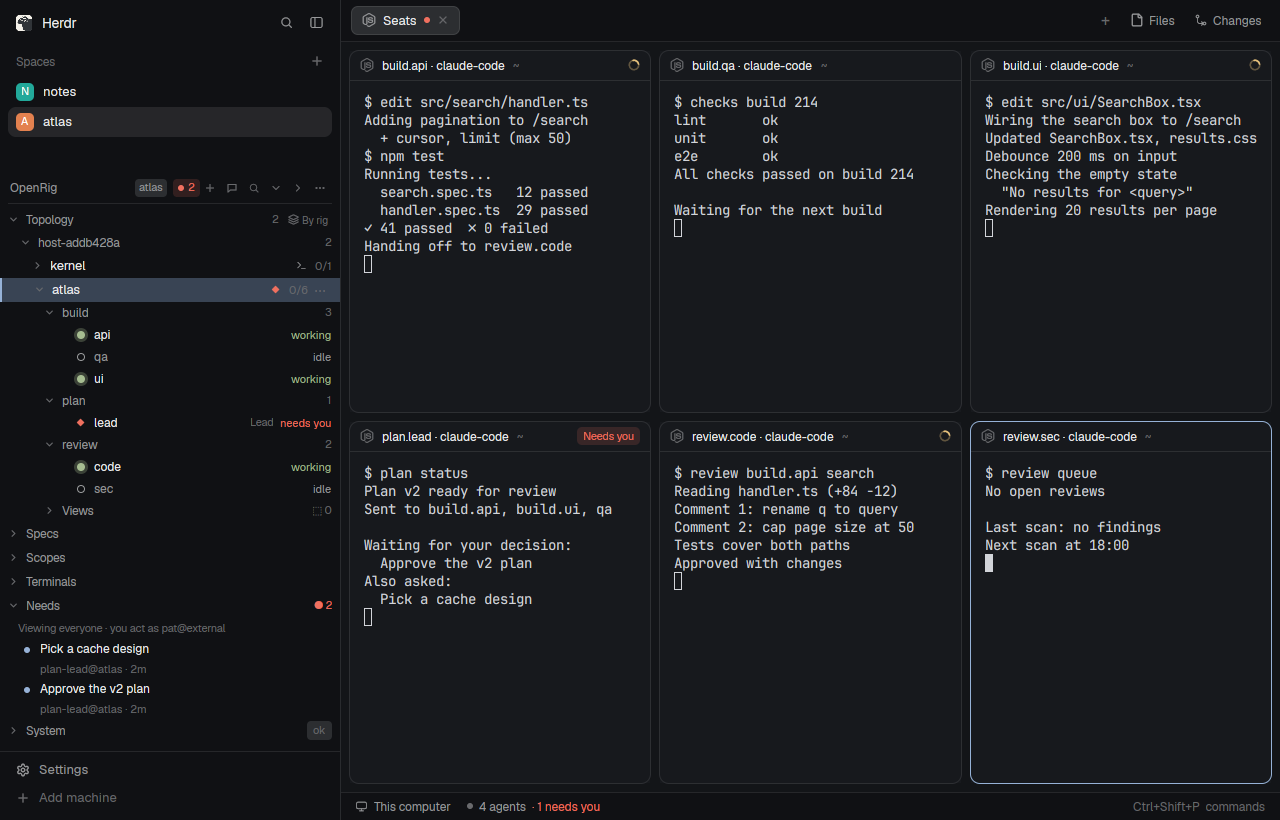 Herdr
Spaces
N notes
A atlas
OpenRig atlas 2
Topology 2 By rig
host-addb428a 2
kernel 0/1
atlas 0/6
build 3
api working
qa idle
ui working
plan 1
lead Lead needs you
review 2
code working
sec idle
Views 0
Specs
Scopes
Terminals
Needs 2
Viewing everyone · you act as pat@external
Pick a cache design
plan-lead@atlas · 2m
Approve the v2 plan
plan-lead@atlas · 2m
System ok
Settings
Add machine
Seats
Files
Changes
build.api · claude-code ~
$ edit src/search/handler.ts
Adding pagination to /search
+ cursor, limit (max 50)
$ npm test
Running tests...
search.spec.ts 12 passed
handler.spec.ts 29 passed
✓ 41 passed ✕ 0 failed
Handing off to review.code
build.qa · claude-code ~
$ checks build 214
lint ok
unit ok
e2e ok
All checks passed on build 214
Waiting for the next build
build.ui · claude-code ~
$ edit src/ui/SearchBox.tsx
Wiring the search box to /search
Updated SearchBox.tsx, results.css
Debounce 200 ms on input
Checking the empty state
"No results for <query>"
Rendering 20 results per page
plan.lead · claude-code ~ Needs you
$ plan status
Plan v2 ready for review
Sent to build.api, build.ui, qa
Waiting for your decision:
Approve the v2 plan
Also asked:
Pick a cache design
review.code · claude-code ~
$ review build.api search
Reading handler.ts (+84 -12)
Comment 1: rename q to query
Comment 2: cap page size at 50
Tests cover both paths
Approved with changes
review.sec · claude-code ~
$ review queue
No open reviews
Last scan: no findings
Next scan at 18:00
This computer 4 agents · 1 needs you
Ctrl+Shift+P commands